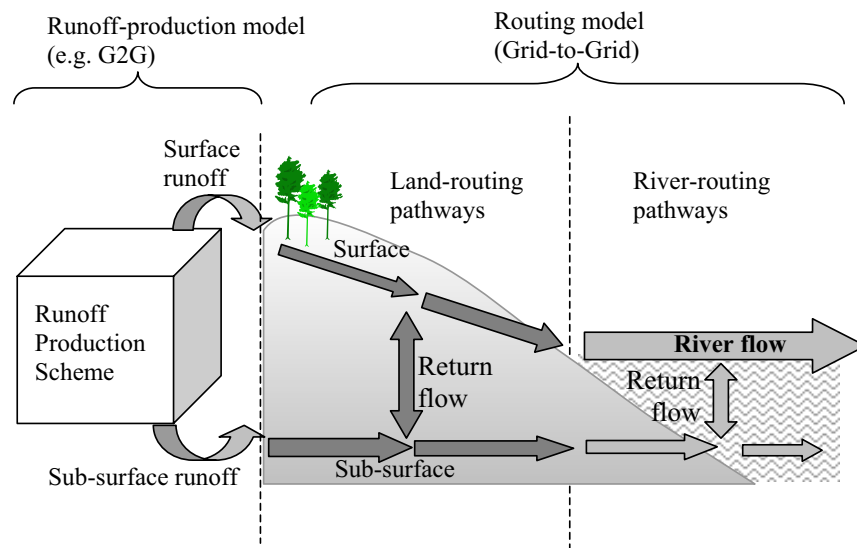 Runoff-production model
(e.g. G2G)
Routing model
(Grid-to-Grid)
Surface
runoff
Land-routing
pathways
River-routing
pathways
Surface
Runoff
Production
Scheme
River flow
Return
flow
Return
flow
Sub-surface
Sub-surface runoff